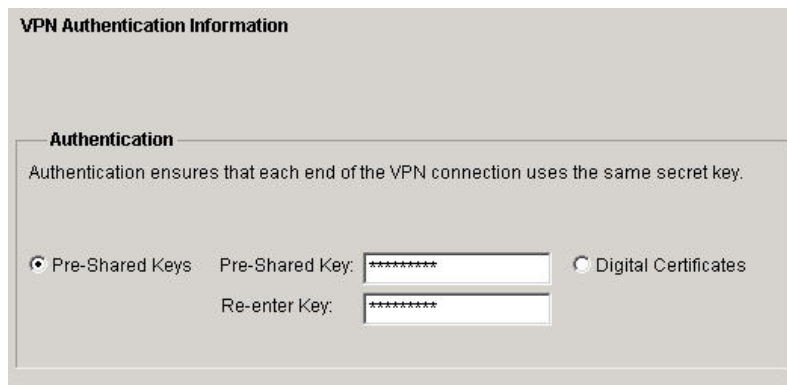 VPN Authentication Information
Authentication
Authentication ensures that each end of the VPN connection uses the same secret key.
Pre-Shared Keys Pre-Shared Key: ********* Digital Certificates
Re-enter Key: *********